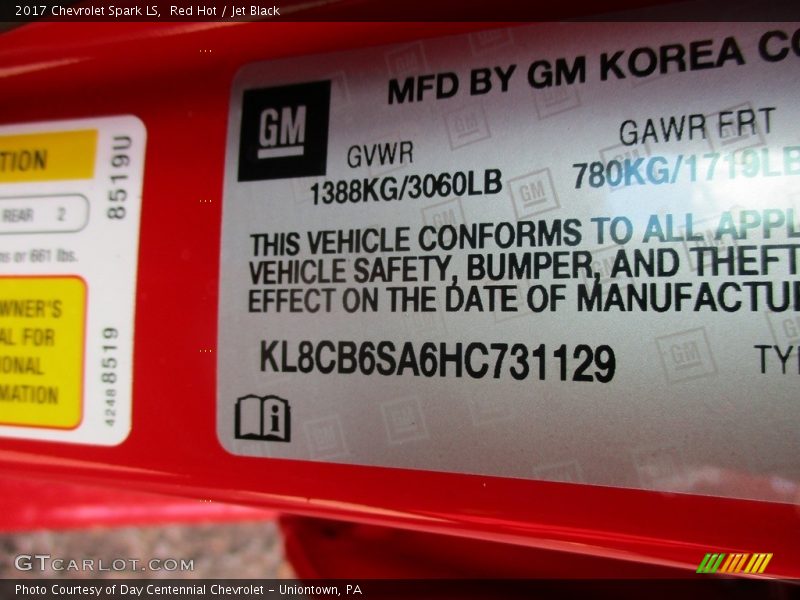 2017 Chevrolet Spark LS, Red Hot / Jet Black
MFD BY GM KOREA CO
GM
GVWR
GAWR FRT
1388KG/3060LB
780KG/1719LB
THIS VEHICLE CONFORMS TO ALL APPL
VEHICLE SAFETY, BUMPER, AND THEFT
EFFECT ON THE DATE OF MANUFACTU
KL8CB6SA6HC731129
TYP
TION
8519U
REAR 2
ns or 661 lbs.
WNER'S
AL FOR
IONAL
MATION
4248 8519
GTCARLOT.COM
Photo Courtesy of Day Centennial Chevrolet - Uniontown, PA